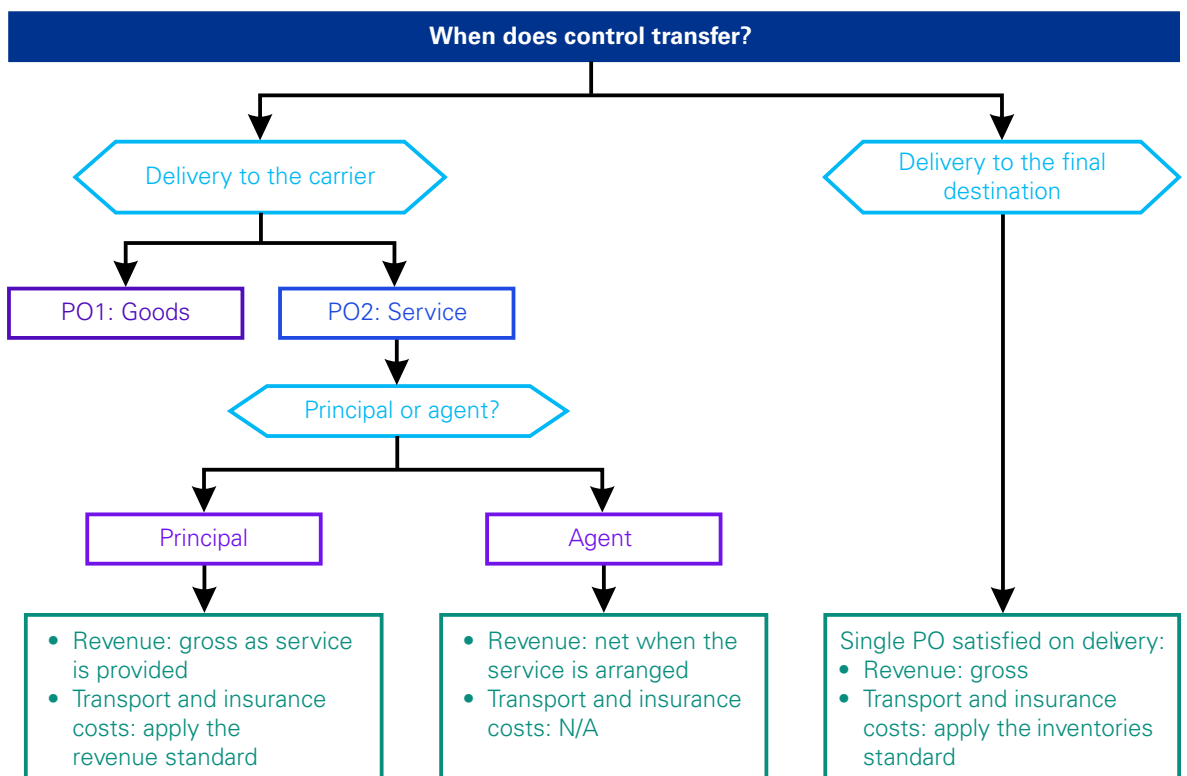 When does control transfer?
Delivery to the carrier
Delivery to the final
destination
PO1: Goods
PO2: Service
Principal or agent?
Principal
Agent
• Revenue: gross as service
is provided
• Transport and insurance
costs: apply the
revenue standard
• Revenue: net when the
service is arranged
• Transport and insurance
costs: N/A
Single PO satisfied on delivery:
• Revenue: gross
• Transport and insurance
costs: apply the inventories
standard